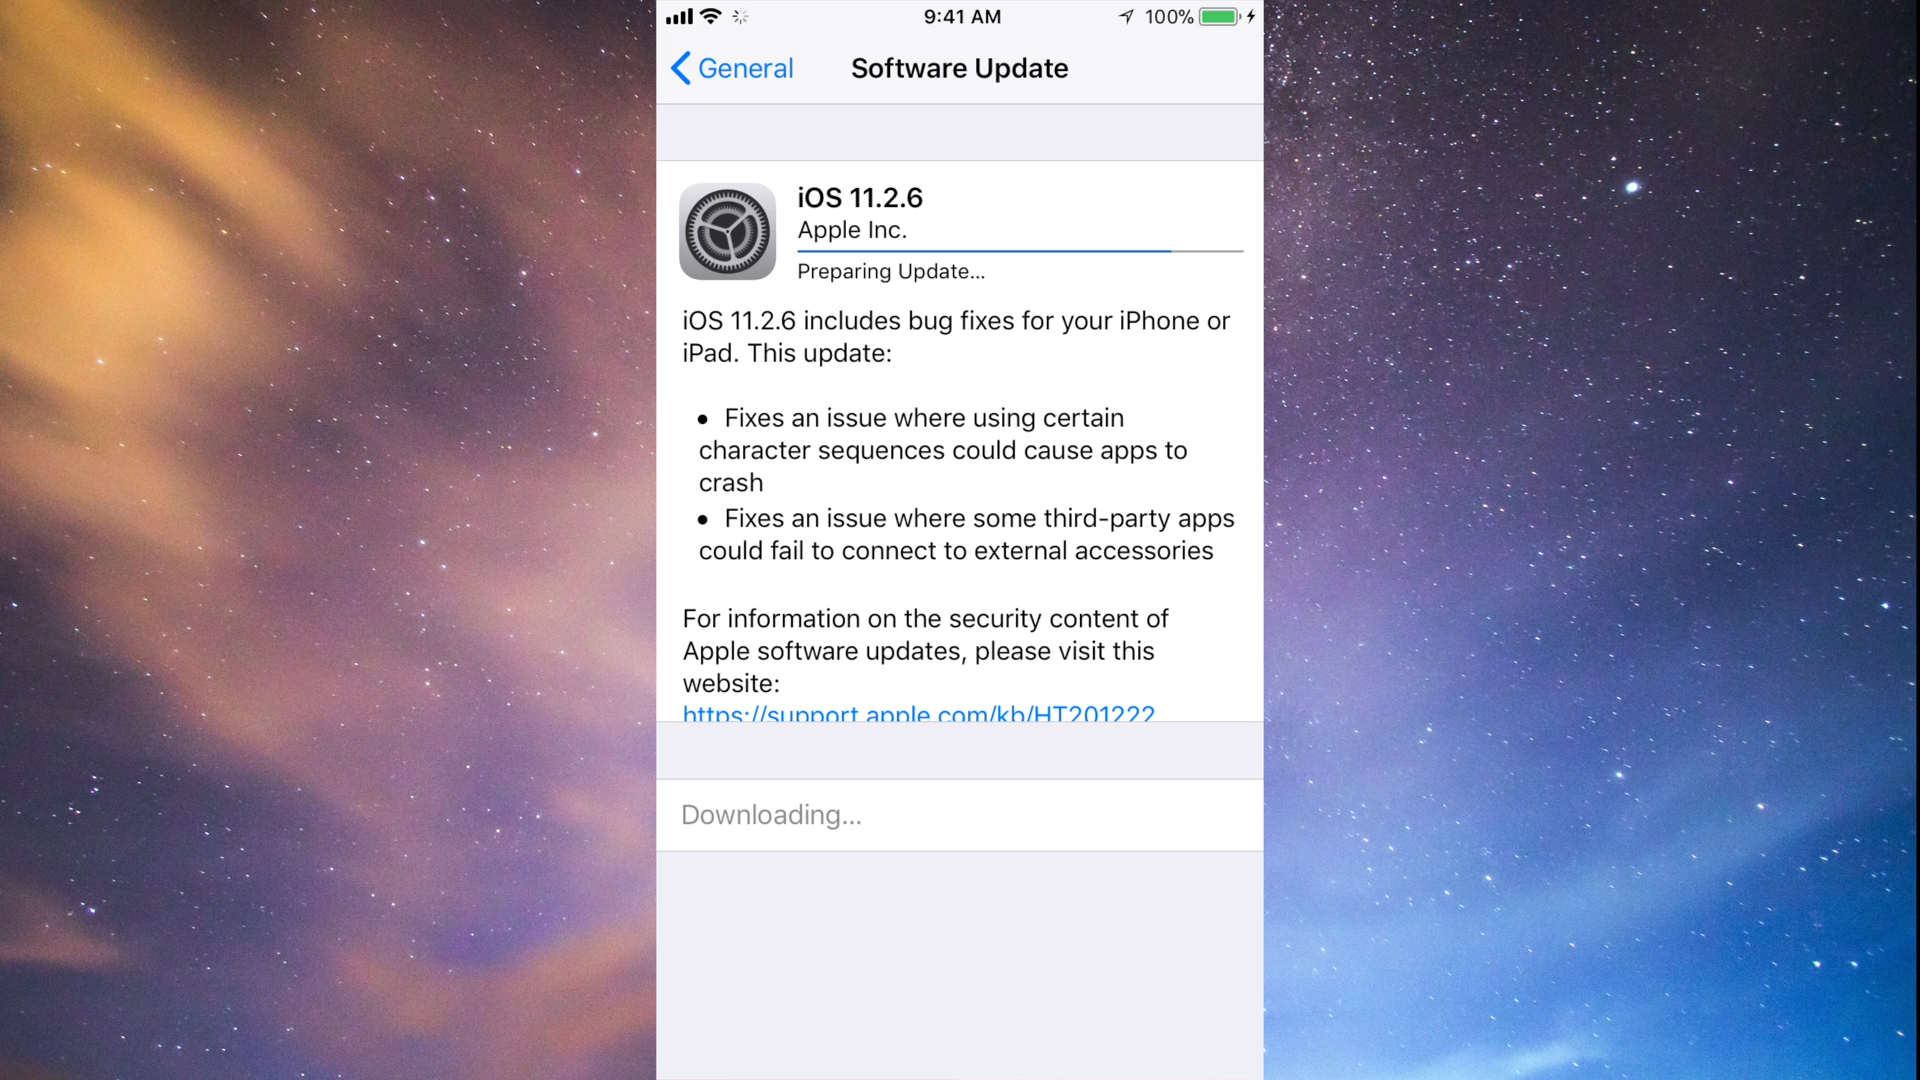 9:41 AM
100%
General
Software Update
iOS 11.2.6
Apple Inc.
Preparing Update...
iOS 11.2.6 includes bug fixes for your iPhone or
iPad. This update:
• Fixes an issue where using certain
character sequences could cause apps to
crash
• Fixes an issue where some third-party apps
could fail to connect to external accessories
For information on the security content of
Apple software updates, please visit this
website:
https://support.apple.com/kb/HT201222
Downloading...